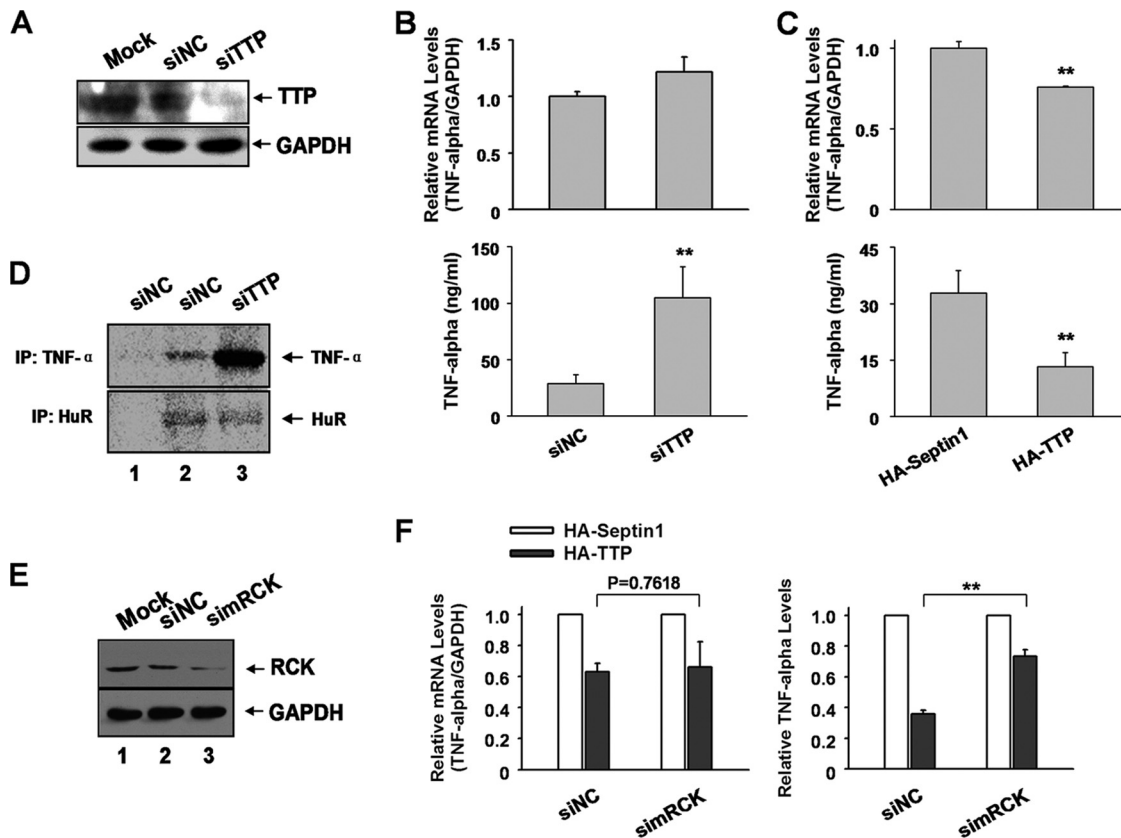 A
Mock siNC siTTP
TTP
GAPDH
B
Relative mRNA Levels
(TNF-alpha/GAPDH)
1.5
1.0
0.5
0
TNF-alpha (ng/ml)
150
100
50
0
**
siNC siTTP
C
Relative mRNA Levels
(TNF-alpha/GAPDH)
1.0
0.5
0
**
TNF-alpha (ng/ml)
45
30
15
0
**
HA-Septin1 HA-TTP
D
siNC siNC siTTP
IP: TNF-α
TNF-α
IP: HuR
HuR
1 2 3
E
Mock siNC simRCK
RCK
GAPDH
1 2 3
F
HA-Septin1
HA-TTP
Relative mRNA Levels
(TNF-alpha/GAPDH)
1.0
0.8
0.6
0.4
0.2
0
P=0.7618
siNC simRCK
Relative TNF-alpha Levels
1.0
0.8
0.6
0.4
0.2
0
**
siNC simRCK